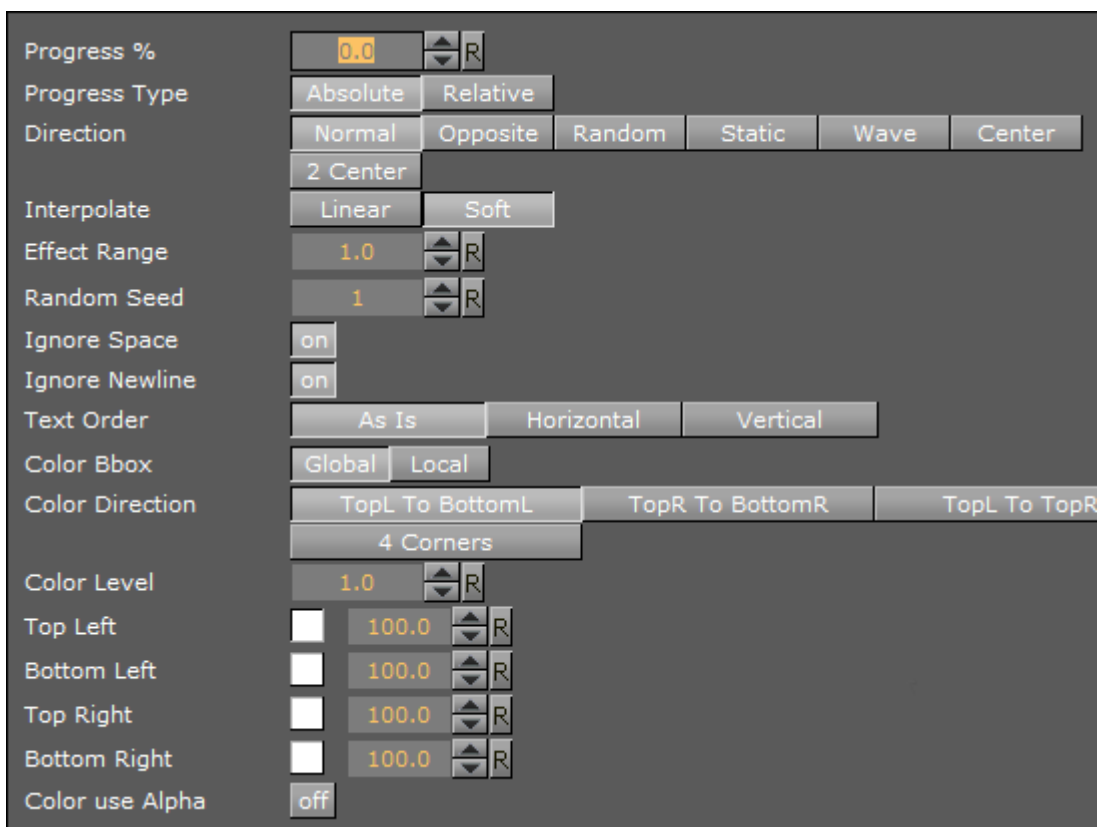 Progress % 0.0 R
Progress Type Absolute Relative
Direction Normal Opposite Random Static Wave Center
2 Center
Interpolate Linear Soft
Effect Range 1.0 R
Random Seed 1 R
Ignore Space on
Ignore Newline on
Text Order As Is Horizontal Vertical
Color Bbox Global Local
Color Direction TopL To BottomL TopR To BottomR TopL To TopR
4 Corners
Color Level 1.0 R
Top Left 100.0 R
Bottom Left 100.0 R
Top Right 100.0 R
Bottom Right 100.0 R
Color use Alpha off